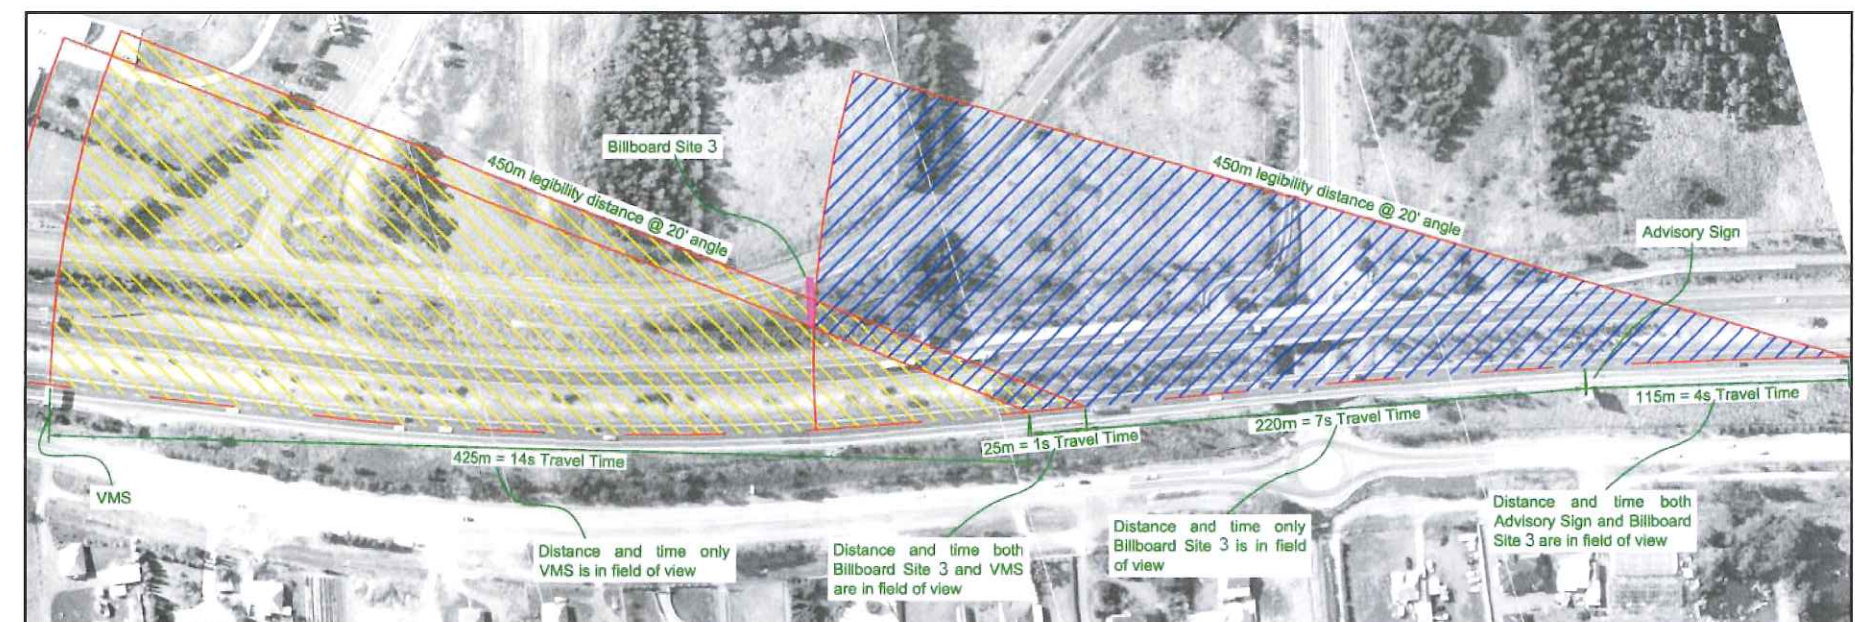 Billboard Site 3
450m legibility distance @ 20' angle
450m legibility distance @ 20' angle
Advisory Sign
115m = 4s Travel Time
220m = 7s Travel Time
25m = 1s Travel Time
425m = 14s Travel Time
VMS
Distance and time only
VMS is in field of view
Distance and time both
Billboard Site 3 and VMS
are in field of view
Distance and time only
Billboard Site 3 is in field
of view
Distance and time both
Advisory Sign and Billboard
Site 3 are in field of view